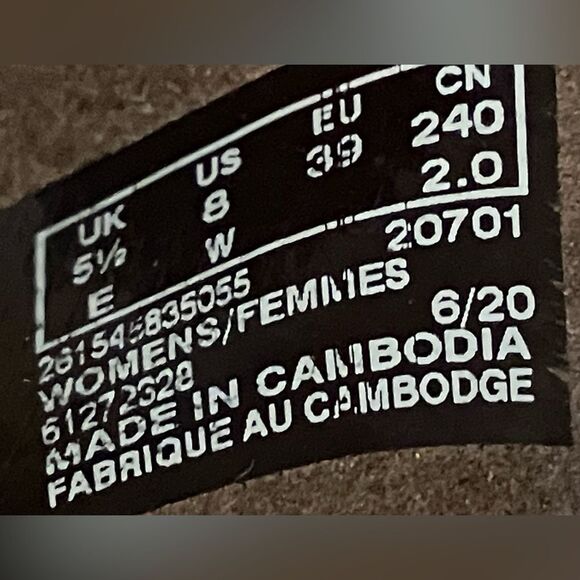 UK US EU CN
5½ 8 39 240
E W 2.0
261545835055 20701
WOMENS/FEMMES
61272328 6/20
MADE IN CAMBODIA
FABRIQUE AU CAMBODGE